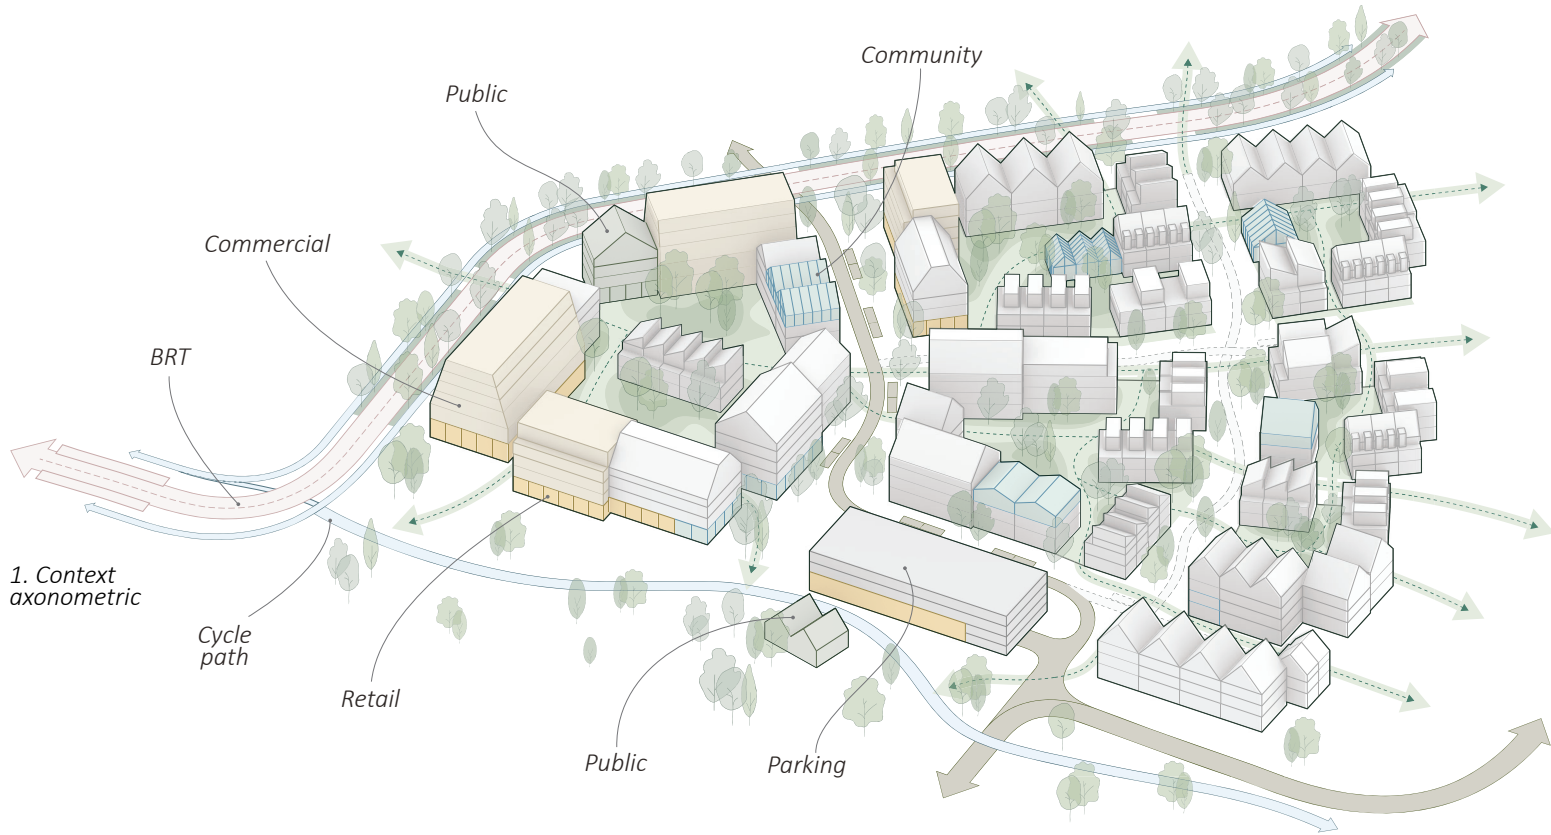 Community
Public
Commercial
BRT
1. Context
axonometric
Cycle
path
Retail
Public
Parking